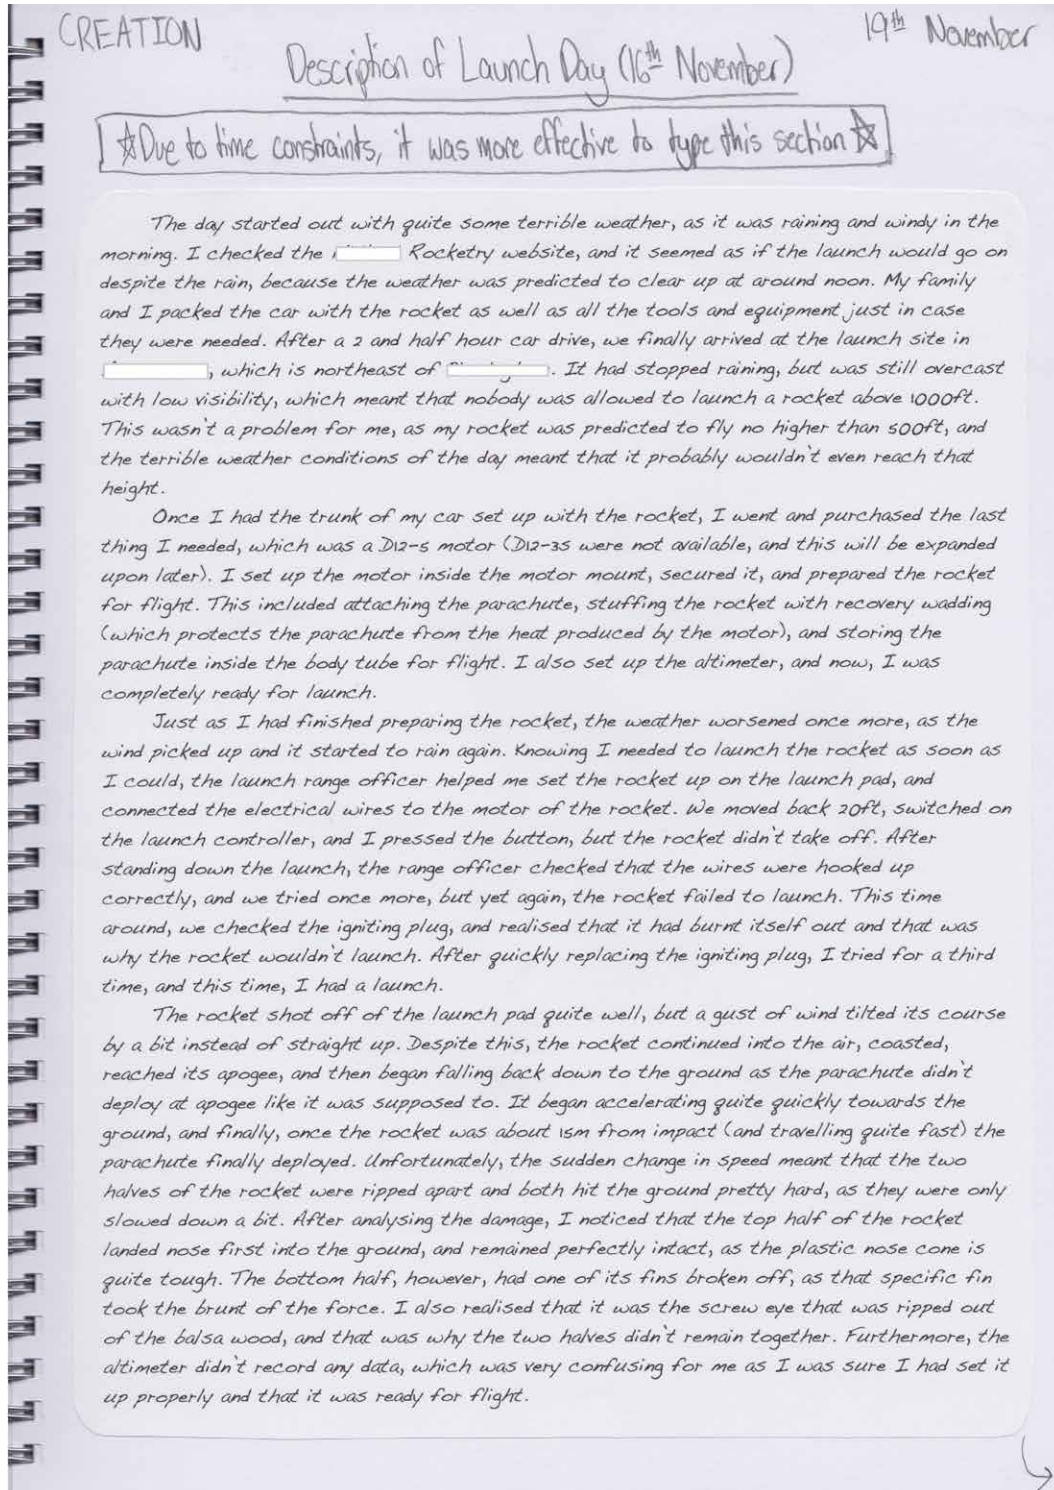 CREATION
19th November
Description of Launch Day (16th November)
☆Due to time constraints, it was more effective to type this section☆
The day started out with quite some terrible weather, as it was raining and windy in the
morning. I checked the Rocketry website, and it seemed as if the launch would go on
despite the rain, because the weather was predicted to clear up at around noon. My family
and I packed the car with the rocket as well as all the tools and equipment just in case
they were needed. After a 2 and half hour car drive, we finally arrived at the launch site in
, which is northeast of . It had stopped raining, but was still overcast
with low visibility, which meant that nobody was allowed to launch a rocket above 1000ft.
This wasn't a problem for me, as my rocket was predicted to fly no higher than 500ft, and
the terrible weather conditions of the day meant that it probably wouldn't even reach that
height.
Once I had the trunk of my car set up with the rocket, I went and purchased the last
thing I needed, which was a D12-5 motor (D12-3s were not available, and this will be expanded
upon later). I set up the motor inside the motor mount, secured it, and prepared the rocket
for flight. This included attaching the parachute, stuffing the rocket with recovery wadding
(which protects the parachute from the heat produced by the motor), and storing the
parachute inside the body tube for flight. I also set up the altimeter, and now, I was
completely ready for launch.
Just as I had finished preparing the rocket, the weather worsened once more, as the
wind picked up and it started to rain again. Knowing I needed to launch the rocket as soon as
I could, the launch range officer helped me set the rocket up on the launch pad, and
connected the electrical wires to the motor of the rocket. We moved back 20ft, switched on
the launch controller, and I pressed the button, but the rocket didn't take off. After
standing down the launch, the range officer checked that the wires were hooked up
correctly, and we tried once more, but yet again, the rocket failed to launch. This time
around, we checked the igniting plug, and realised that it had burnt itself out and that was
why the rocket wouldn't launch. After quickly replacing the igniting plug, I tried for a third
time, and this time, I had a launch.
The rocket shot off of the launch pad quite well, but a gust of wind tilted its course
by a bit instead of straight up. Despite this, the rocket continued into the air, coasted,
reached its apogee, and then began falling back down to the ground as the parachute didn't
deploy at apogee like it was supposed to. It began accelerating quite quickly towards the
ground, and finally, once the rocket was about 15m from impact (and travelling quite fast) the
parachute finally deployed. Unfortunately, the sudden change in speed meant that the two
halves of the rocket were ripped apart and both hit the ground pretty hard, as they were only
slowed down a bit. After analysing the damage, I noticed that the top half of the rocket
landed nose first into the ground, and remained perfectly intact, as the plastic nose cone is
quite tough. The bottom half, however, had one of its fins broken off, as that specific fin
took the brunt of the force. I also realised that it was the screw eye that was ripped out
of the balsa wood, and that was why the two halves didn't remain together. Furthermore, the
altimeter didn't record any data, which was very confusing for me as I was sure I had set it
up properly and that it was ready for flight.